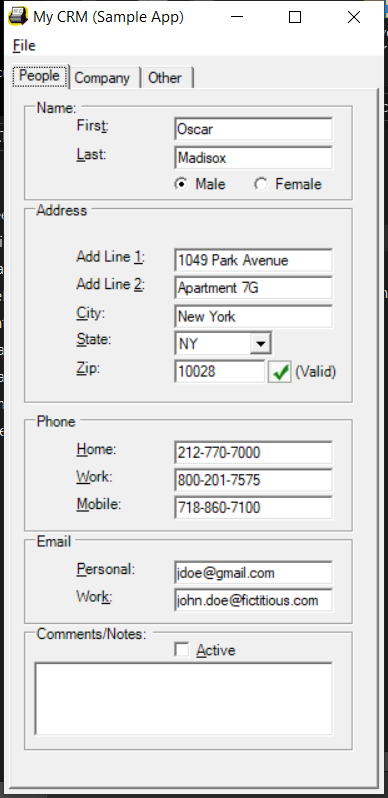 My CRM (Sample App)
File
People Company Other
Name:
First: Oscar
Last: Madisox
Male Female
Address
Add Line 1: 1049 Park Avenue
Add Line 2: Apartment 7G
City: New York
State: NY
Zip: 10028 (Valid)
Phone
Home: 212-770-7000
Work: 800-201-7575
Mobile: 718-860-7100
Email
Personal: jdoe@gmail.com
Work: john.doe@fictitious.com
Comments/Notes:
Active